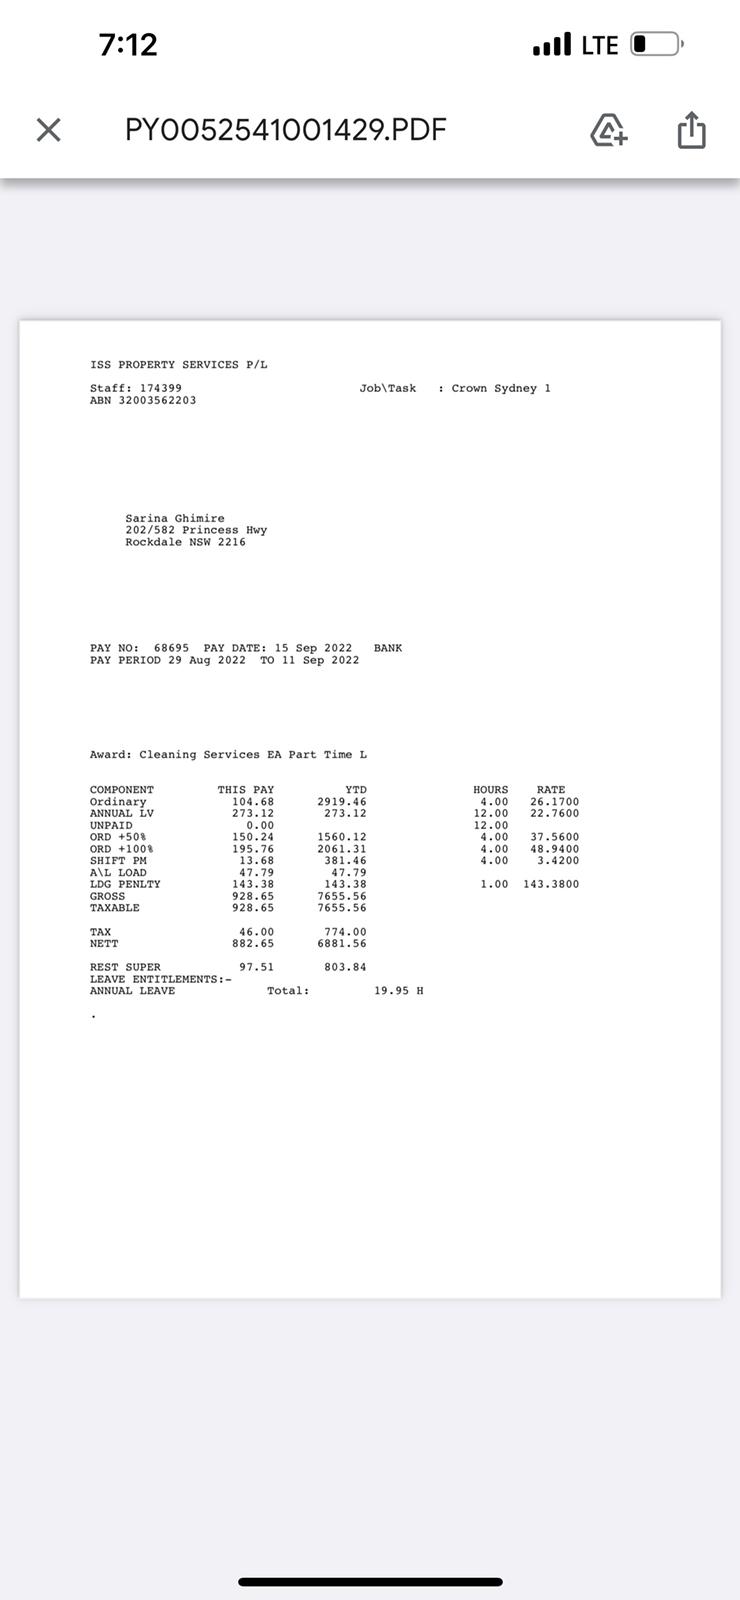 7:12 LTE
PY0052541001429.PDF
ISS PROPERTY SERVICES P/L
Staff: 174399 Job\Task : Crown Sydney 1
ABN 32003562203
Sarina Ghimire
202/582 Princess Hwy
Rockdale NSW 2216
PAY NO: 68695 PAY DATE: 15 Sep 2022 BANK
PAY PERIOD 29 Aug 2022 TO 11 Sep 2022
Award: Cleaning Services EA Part Time L
COMPONENT THIS PAY YTD HOURS RATE
Ordinary 104.68 2919.46 4.00 26.1700
ANNUAL LV 273.12 273.12 12.00 22.7600
UNPAID 0.00 12.00
ORD +50% 150.24 1560.12 4.00 37.5600
ORD +100% 195.76 2061.31 4.00 48.9400
SHIFT PM 13.68 381.46 4.00 3.4200
A\L LOAD 47.79 47.79
LDG PENLTY 143.38 143.38 1.00 143.3800
GROSS 928.65 7655.56
TAXABLE 928.65 7655.56
TAX 46.00 774.00
NETT 882.65 6881.56
REST SUPER 97.51 803.84
LEAVE ENTITLEMENTS:-
ANNUAL LEAVE Total: 19.95 H
.